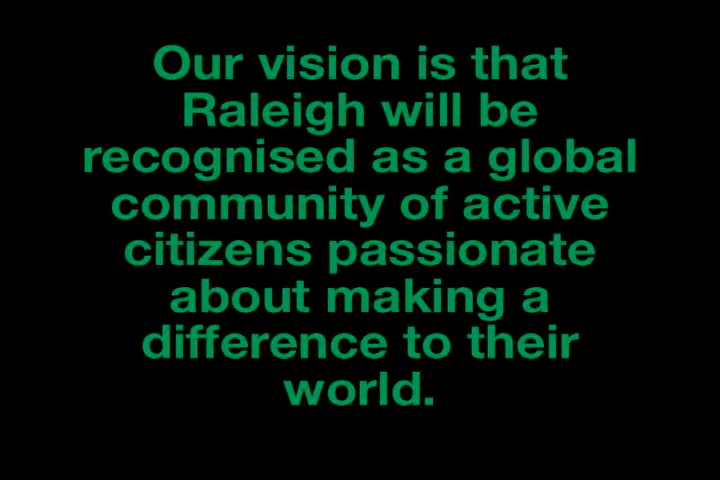 Our vision is that
Raleigh will be
recognised as a global
community of active
citizens passionate
about making a
difference to their
world.